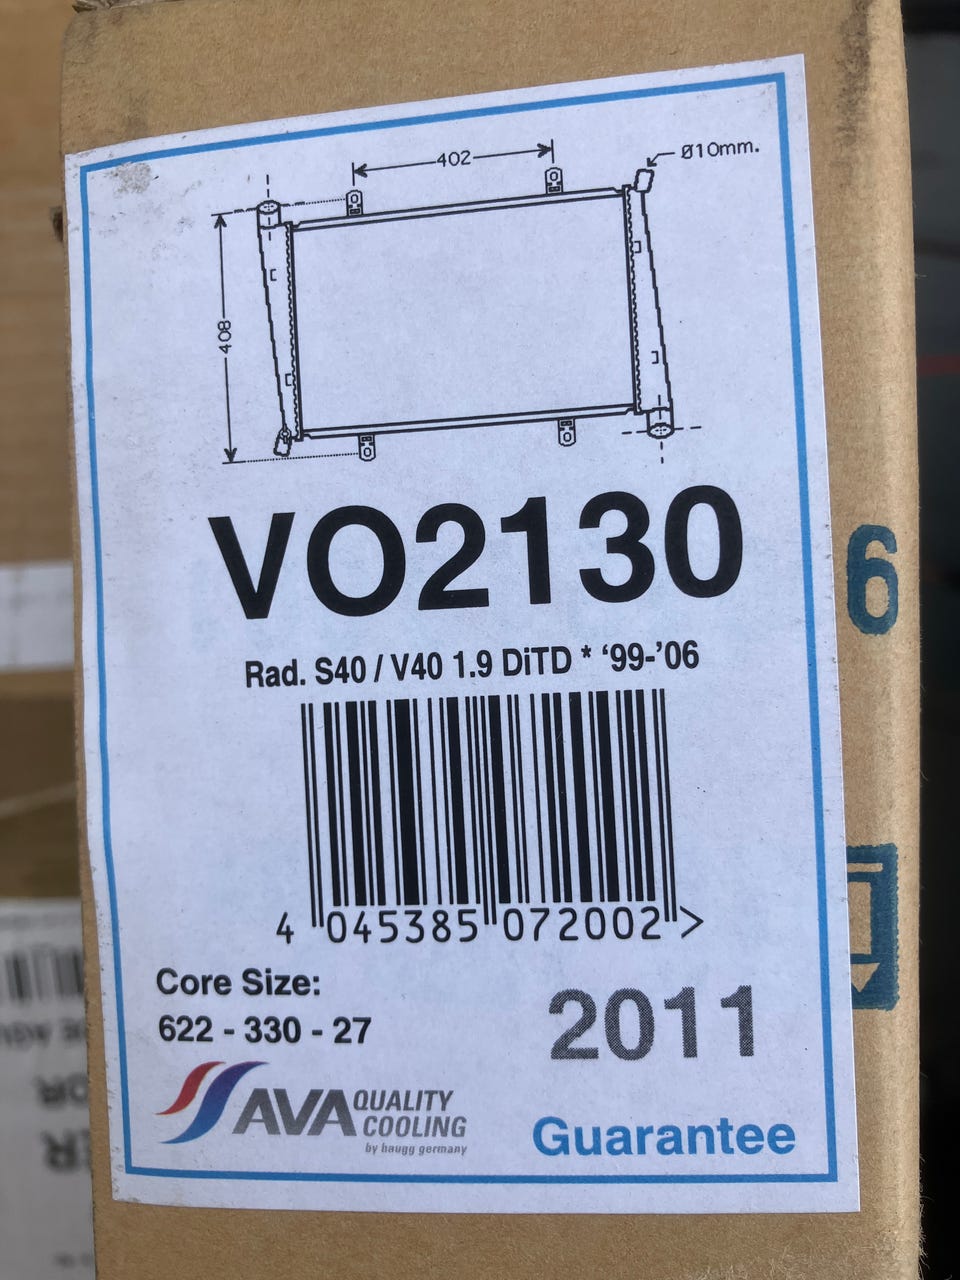 402
Ø10mm.
408
VO2130
6
Rad. S40 / V40 1.9 DiTD * ‘99-’06
4 045385 072002 >
Core Size:
622 - 330 - 27
2011
AVA QUALITY
COOLING
by haugg germany
Guarantee